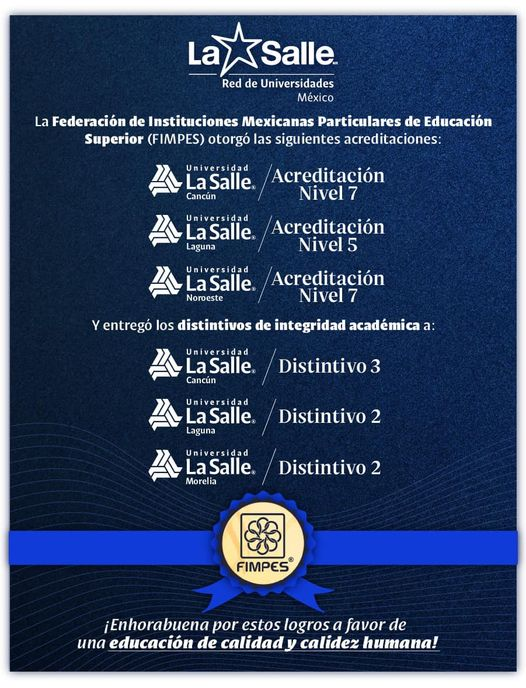 La Salle
Red de Universidades
México
La Federación de Instituciones Mexicanas Particulares de Educación
Superior (FIMPES) otorgó las siguientes acreditaciones:
Universidad
La Salle®
Cancún
Acreditación
Nivel 7
Universidad
La Salle®
Laguna
Acreditación
Nivel 5
Universidad
La Salle®
Noroeste
Acreditación
Nivel 7
Y entregó los distintivos de integridad académica a:
Universidad
La Salle®
Cancún
Distintivo 3
Universidad
La Salle®
Laguna
Distintivo 2
Universidad
La Salle®
Morelia
Distintivo 2
FIMPES®
¡Enhorabuena por estos logros a favor de
una educación de calidad y calidez humana!